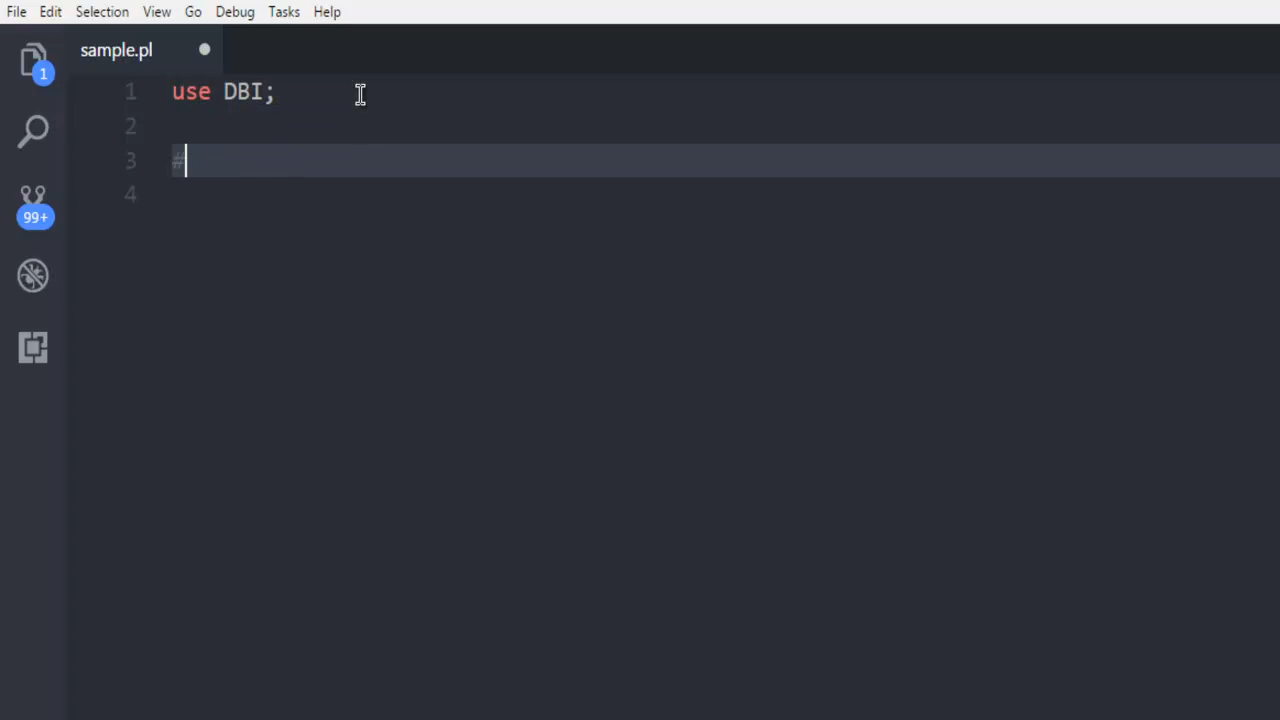 File Edit Selection View Go Debug Tasks Help
sample.pl
1
1 use DBI;
2
3 #
4
99+